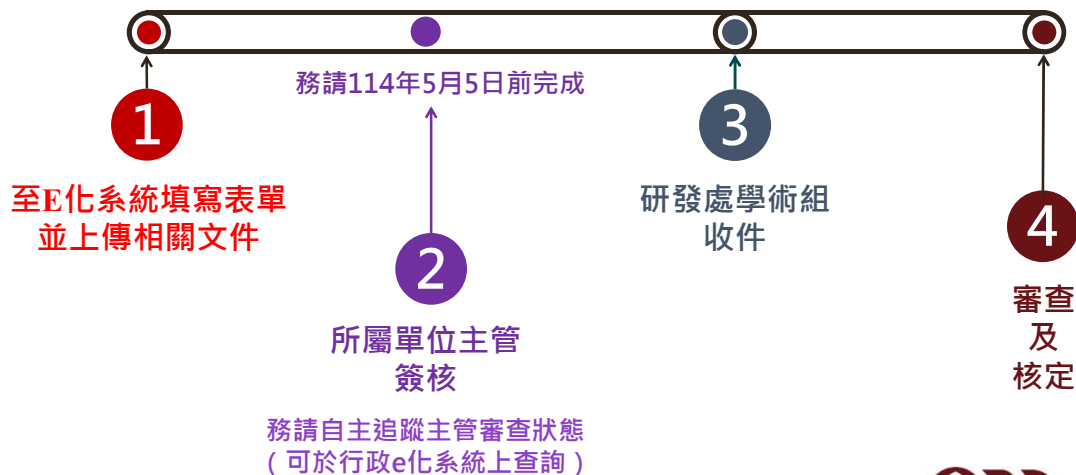 1
至E化系統填寫表單
並上傳相關文件
務請114年5月5日前完成
2
所屬單位主管
簽核
務請自主追蹤主管審查狀態
(可於行政e化系統上查詢)
3
研發處學術組
收件
4
審查
及
核定